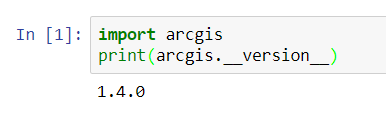 In [1]: import arcgis
print(arcgis.__version__)
1.4.0